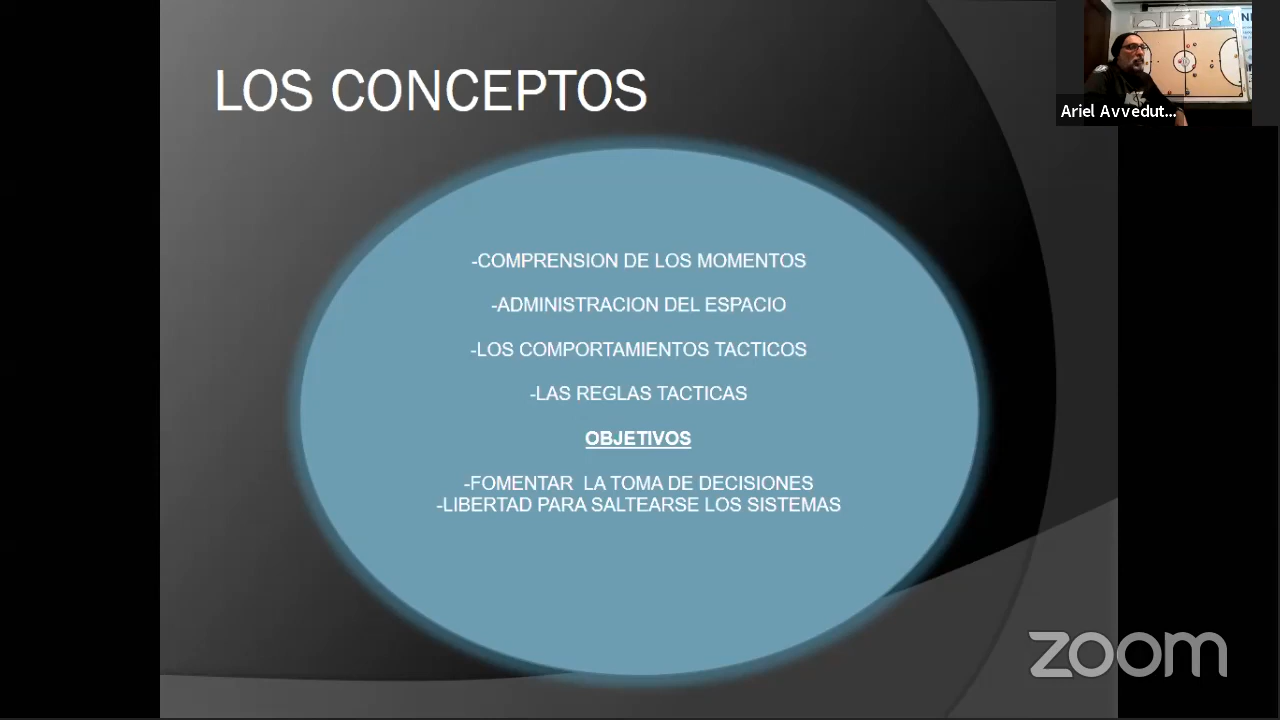 LOS CONCEPTOS
Ariel Avvedut...
-COMPRENSION DE LOS MOMENTOS
-ADMINISTRACION DEL ESPACIO
-LOS COMPORTAMIENTOS TACTICOS
-LAS REGLAS TACTICAS
OBJETIVOS
-FOMENTAR  LA TOMA DE DECISIONES
-LIBERTAD PARA SALTEARSE LOS SISTEMAS
zoom